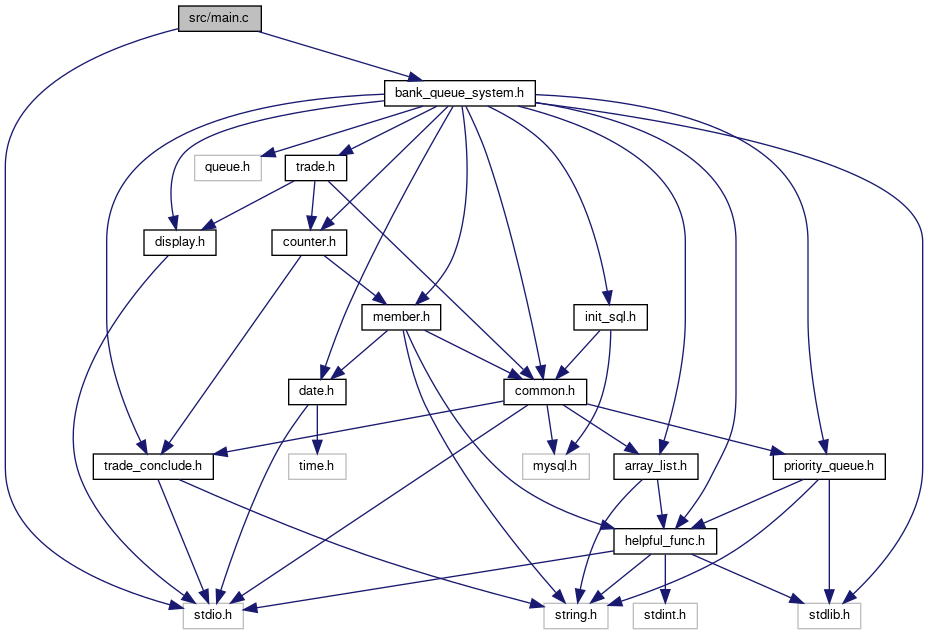 src/main.c
bank_queue_system.h
queue.h
trade.h
display.h
counter.h
member.h
init_sql.h
date.h
common.h
trade_conclude.h
time.h
mysql.h
array_list.h
priority_queue.h
helpful_func.h
stdio.h
string.h
stdint.h
stdlib.h